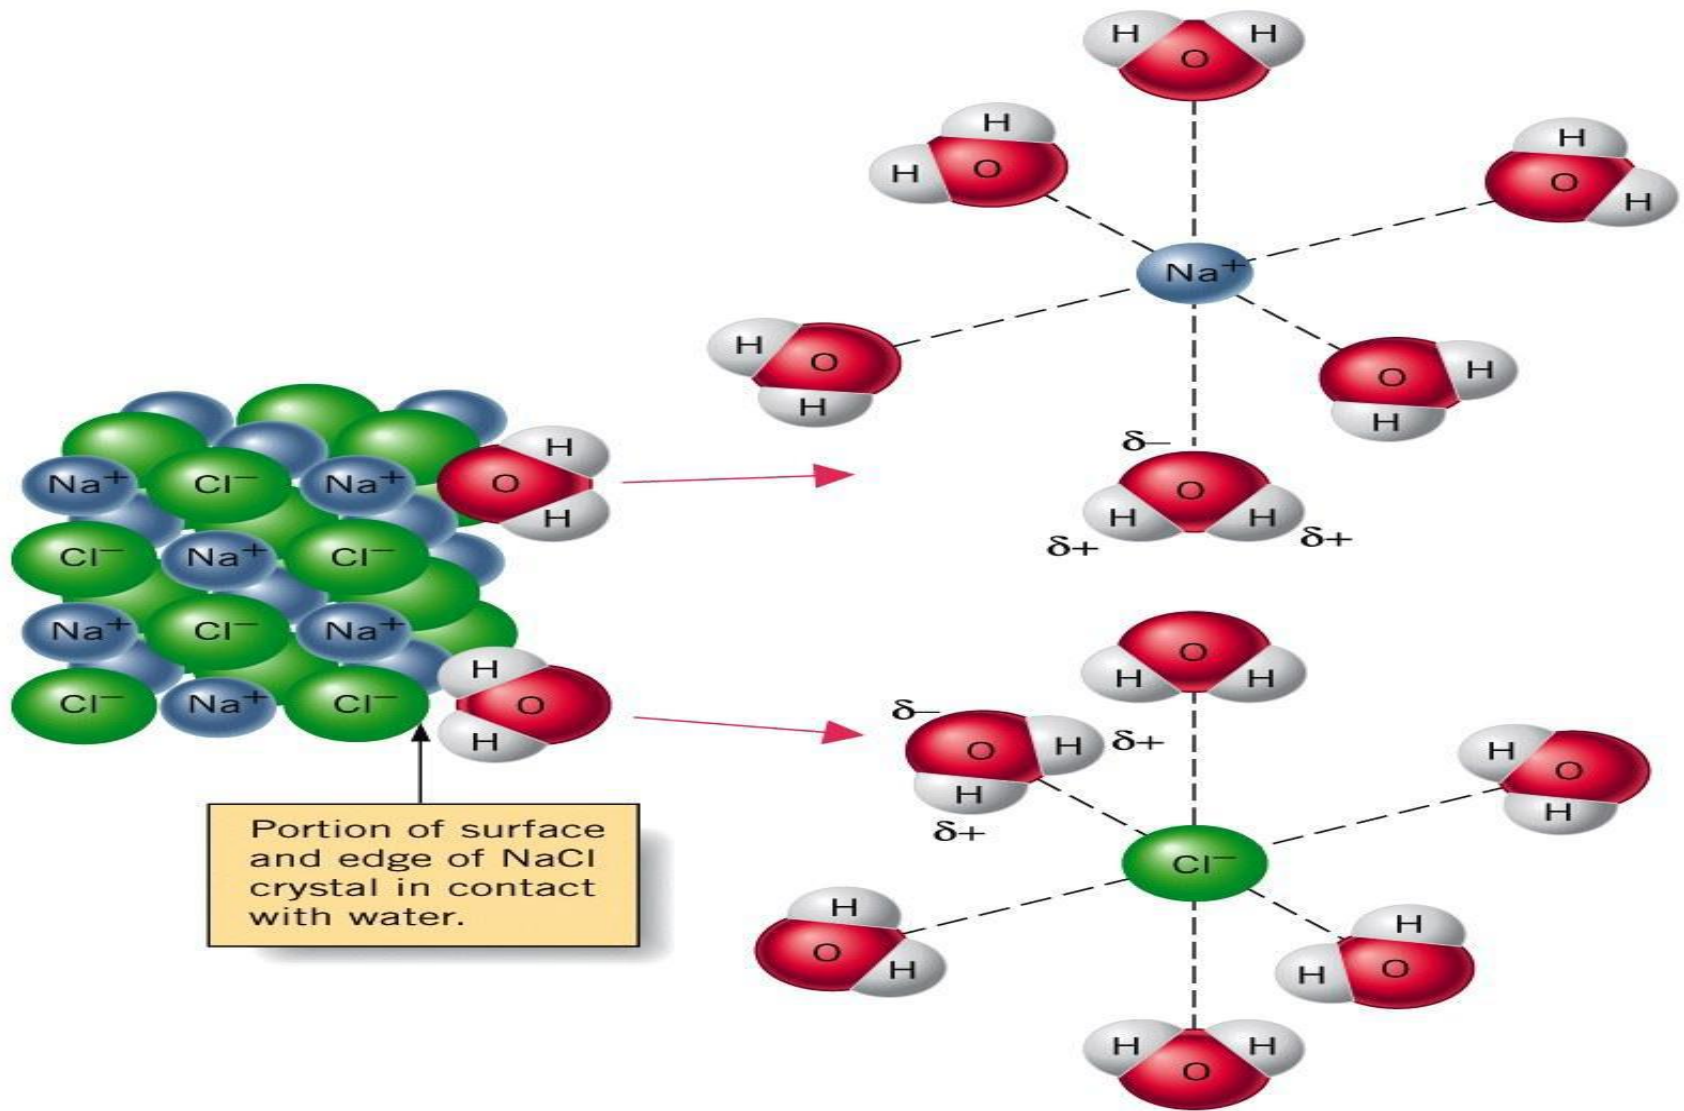 H H
O
H
H O
H
O H
Na⁺
H O
H
O H
H
δ–
O
H H
δ+ δ+
Na⁺ Cl⁻ Na⁺
H
O
H
Cl⁻ Na⁺ Cl⁻
Na⁺ Cl⁻ Na⁺
Cl⁻ Na⁺ Cl⁻
H
O
H
Portion of surface
and edge of NaCl
crystal in contact
with water.
O
H H
δ–
O H δ+
H
δ+
H O
H
Cl⁻
H
O H
H
H O
H H
O